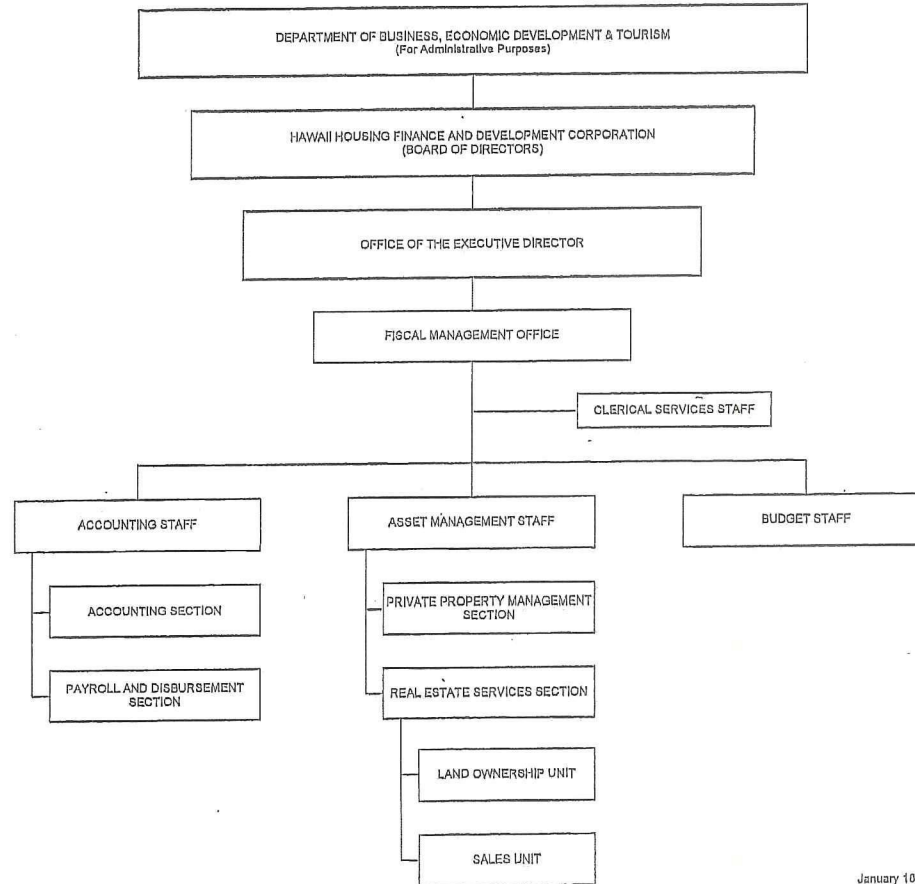 DEPARTMENT OF BUSINESS, ECONOMIC DEVELOPMENT & TOURISM
(For Administrative Purposes)
HAWAII HOUSING FINANCE AND DEVELOPMENT CORPORATION
(BOARD OF DIRECTORS)
OFFICE OF THE EXECUTIVE DIRECTOR
FISCAL MANAGEMENT OFFICE
CLERICAL SERVICES STAFF
ACCOUNTING STAFF
ASSET MANAGEMENT STAFF
BUDGET STAFF
ACCOUNTING SECTION
PRIVATE PROPERTY MANAGEMENT
SECTION
PAYROLL AND DISBURSEMENT
SECTION
REAL ESTATE SERVICES SECTION
LAND OWNERSHIP UNIT
SALES UNIT
January